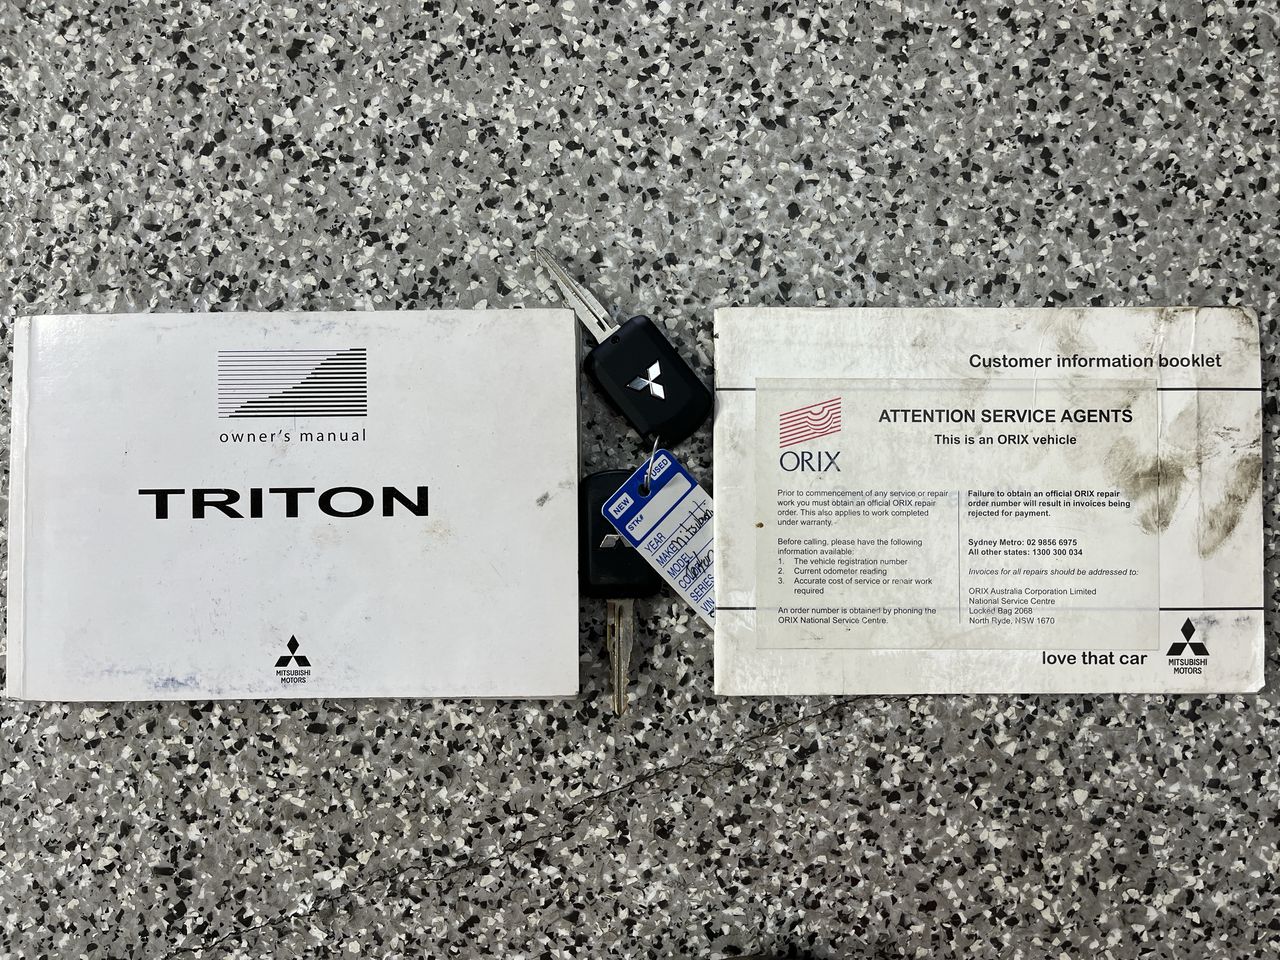 owner's manual
TRITON
MITSUBISHI
MOTORS
NEW
USED
STK#
YEAR
MAKE
MODEL
SERIES
VIN
Customer information booklet
ORIX
ATTENTION SERVICE AGENTS
This is an ORIX vehicle
Prior to commencement of any service or repair
work you must obtain an official ORIX repair
order. This also applies to work completed
under warranty.
Before calling, please have the following
information available:
1. The vehicle registration number
2. Current odometer reading
3. Accurate cost of service or repair work
required
An order number is obtained by phoning the
ORIX National Service Centre.
Failure to obtain an official ORIX repair
order number will result in invoices being
rejected for payment.
Sydney Metro: 02 9856 6975
All other states: 1300 300 034
Invoices for all repairs should be addressed to:
ORIX Australia Corporation Limited
National Service Centre
Locked Bag 2068
North Ryde, NSW 1670
love that car
MITSUBISHI
MOTORS